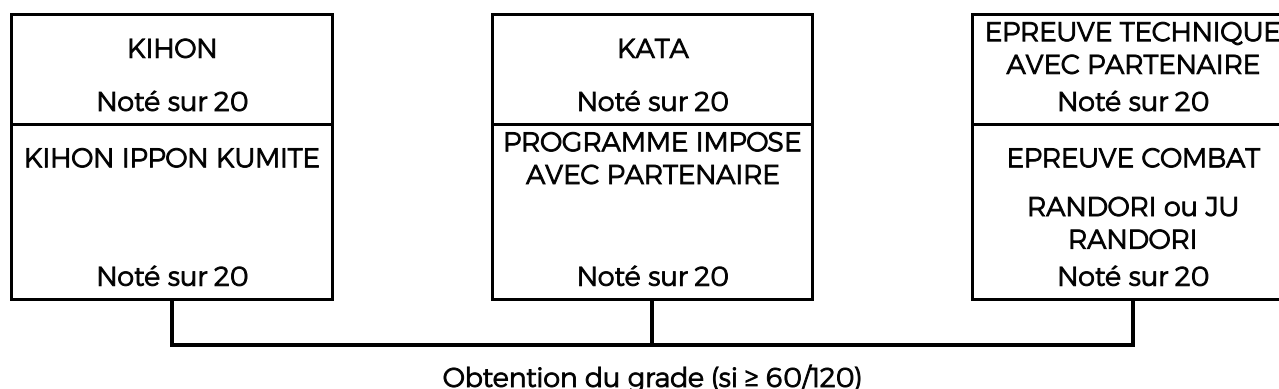 KIHON
Noté sur 20
KIHON IPPON KUMITE
Noté sur 20
KATA
Noté sur 20
PROGRAMME IMPOSE
AVEC PARTENAIRE
Noté sur 20
EPREUVE TECHNIQUE
AVEC PARTENAIRE
Noté sur 20
EPREUVE COMBAT
RANDORI ou JU
RANDORI
Noté sur 20
Obtention du grade (si ≥ 60/120)